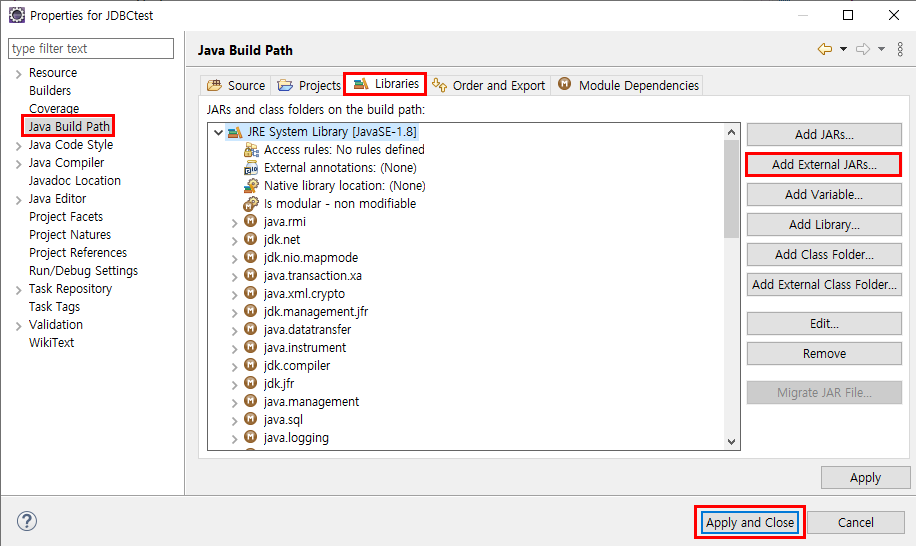 Properties for JDBCtest
type filter text
Resource
Builders
Coverage
Java Build Path
Java Code Style
Java Compiler
Javadoc Location
Java Editor
Project Facets
Project Natures
Project References
Run/Debug Settings
Task Repository
Task Tags
Validation
WikiText
Java Build Path
Source
Projects
Libraries
Order and Export
Module Dependencies
JARs and class folders on the build path:
JRE System Library [JavaSE-1.8]
Access rules: No rules defined
External annotations: (None)
Native library location: (None)
Is modular - non modifiable
java.rmi
jdk.net
jdk.nio.mapmode
java.transaction.xa
java.xml.crypto
jdk.management.jfr
java.datatransfer
java.instrument
jdk.compiler
jdk.jfr
java.management
java.sql
java.logging
Add JARs...
Add External JARs...
Add Variable...
Add Library...
Add Class Folder...
Add External Class Folder...
Edit...
Remove
Migrate JAR File...
Apply
Apply and Close
Cancel